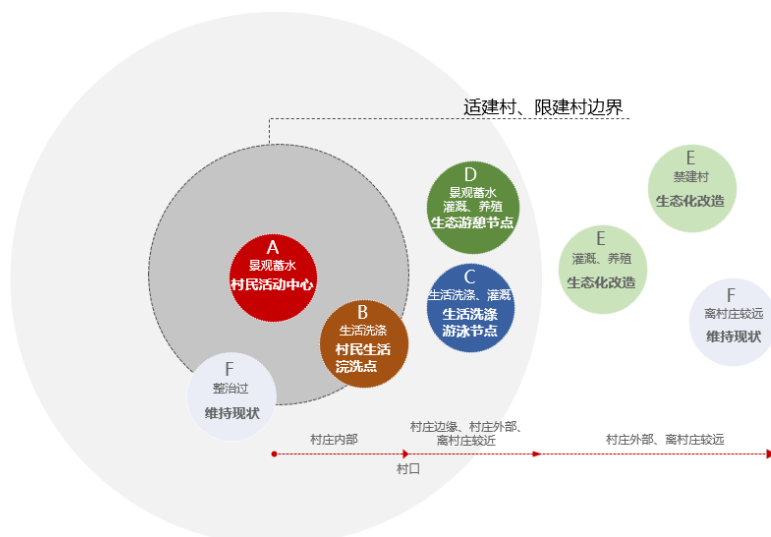 适建村、限建村边界
E
禁建村
生态化改造
D
景观蓄水
灌溉、养殖
生态游憩节点
A
景观蓄水
村民活动中心
E
灌溉、养殖
生态化改造
C
生活洗涤、灌溉
生活洗涤
游泳节点
F
离村庄较远
维持现状
B
生活洗涤
村民生活
浣洗点
F
整治过
维持现状
村庄内部
村庄边缘、村庄外部、
离村庄较近
村庄外部、离村庄较远
村口